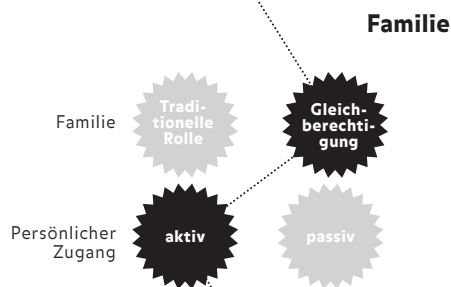 Familie
Familie
Tradi-
tionelle
Rolle
Gleich-
berechti-
gung
Persönlicher
Zugang
aktiv
passiv